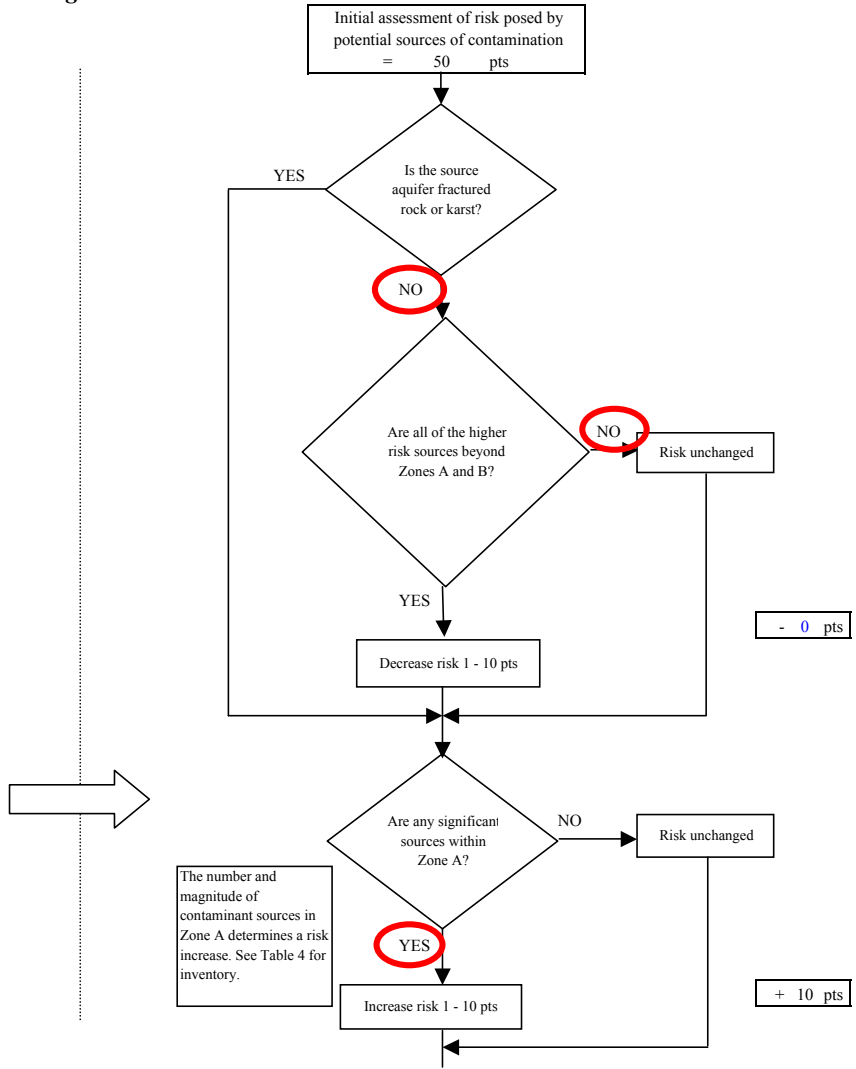 Initial assessment of risk posed by
potential sources of contamination
= 50 pts
YES
Is the source
aquifer fractured
rock or karst?
NO
Are all of the higher
risk sources beyond
Zones A and B?
NO
Risk unchanged
YES
- 0 pts
Decrease risk 1 - 10 pts
Are any significant
sources within
Zone A?
NO
Risk unchanged
The number and
magnitude of
contaminant sources in
Zone A determines a risk
increase. See Table 4 for
inventory.
YES
Increase risk 1 - 10 pts
+ 10 pts